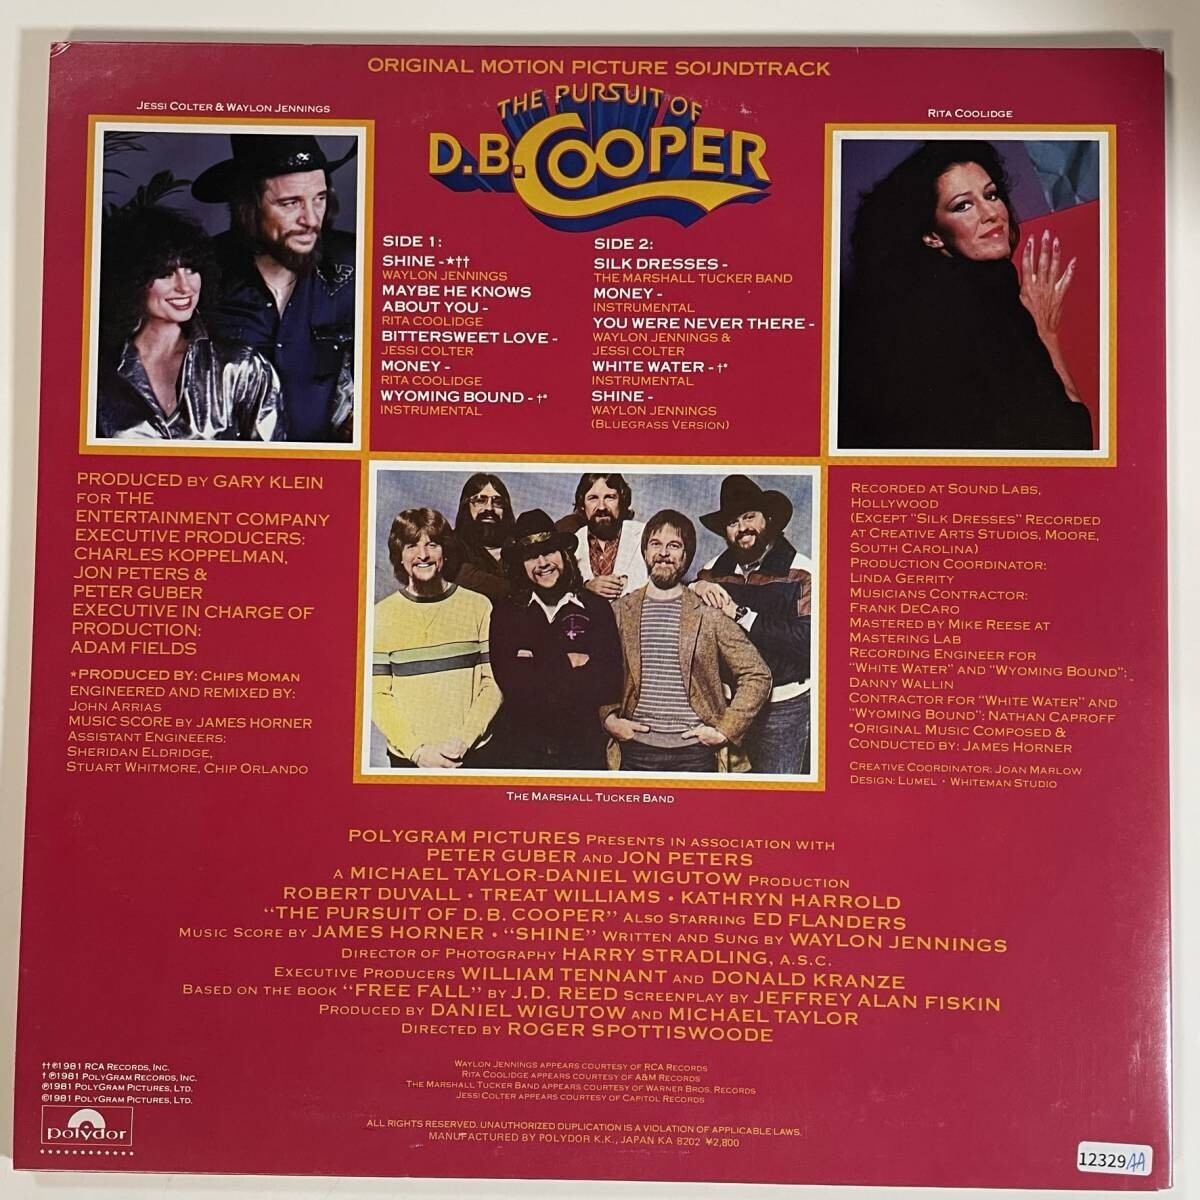 ORIGINAL MOTION PICTURE SOUNDTRACK
THE PURSUIT OF
D.B. COOPER
JESSI COLTER & WAYLON JENNINGS
RITA COOLIDGE
SIDE 1:
SHINE -★††
WAYLON JENNINGS
MAYBE HE KNOWS
ABOUT YOU -
RITA COOLIDGE
BITTERSWEET LOVE -
JESSI COLTER
MONEY -
RITA COOLIDGE
WYOMING BOUND - †*
INSTRUMENTAL
SIDE 2:
SILK DRESSES -
THE MARSHALL TUCKER BAND
MONEY -
INSTRUMENTAL
YOU WERE NEVER THERE -
WAYLON JENNINGS &
JESSI COLTER
WHITE WATER - †*
INSTRUMENTAL
SHINE -
WAYLON JENNINGS
(BLUEGRASS VERSION)
PRODUCED BY GARY KLEIN
FOR THE
ENTERTAINMENT COMPANY
EXECUTIVE PRODUCERS:
CHARLES KOPPELMAN,
JON PETERS &
PETER GUBER
EXECUTIVE IN CHARGE OF
PRODUCTION:
ADAM FIELDS
★PRODUCED BY: CHIPS MOMAN
ENGINEERED AND REMIXED BY:
JOHN ARRIAS
MUSIC SCORE BY JAMES HORNER
ASSISTANT ENGINEERS:
SHERIDAN ELDRIDGE,
STUART WHITMORE, CHIP ORLANDO
RECORDED AT SOUND LABS,
HOLLYWOOD
(EXCEPT "SILK DRESSES" RECORDED
AT CREATIVE ARTS STUDIOS, MOORE,
SOUTH CAROLINA)
PRODUCTION COORDINATOR:
LINDA GERRITY
MUSICIANS CONTRACTOR:
FRANK DECARO
MASTERED BY MIKE REESE AT
MASTERING LAB
RECORDING ENGINEER FOR
"WHITE WATER" AND "WYOMING BOUND":
DANNY WALLIN
CONTRACTOR FOR "WHITE WATER" AND
"WYOMING BOUND": NATHAN CAPROFF
*ORIGINAL MUSIC COMPOSED &
CONDUCTED BY: JAMES HORNER
CREATIVE COORDINATOR: JOAN MARLOW
DESIGN: LUMEL • WHITEMAN STUDIO
THE MARSHALL TUCKER BAND
POLYGRAM PICTURES PRESENTS IN ASSOCIATION WITH
PETER GUBER AND JON PETERS
A MICHAEL TAYLOR-DANIEL WIGUTOW PRODUCTION
ROBERT DUVALL • TREAT WILLIAMS • KATHRYN HARROLD
"THE PURSUIT OF D.B. COOPER" ALSO STARRING ED FLANDERS
MUSIC SCORE BY JAMES HORNER • "SHINE" WRITTEN AND SUNG BY WAYLON JENNINGS
DIRECTOR OF PHOTOGRAPHY HARRY STRADLING, A.S.C.
EXECUTIVE PRODUCERS WILLIAM TENNANT AND DONALD KRANZE
BASED ON THE BOOK "FREE FALL" BY J.D. REED SCREENPLAY BY JEFFREY ALAN FISKIN
PRODUCED BY DANIEL WIGUTOW AND MICHAEL TAYLOR
DIRECTED BY ROGER SPOTTISWOODE
††℗1981 RCA RECORDS, INC.
†℗1981 POLYGRAM RECORDS, INC.
℗1981 POLYGRAM PICTURES, LTD.
©1981 POLYGRAM PICTURES, LTD.
polydor
WAYLON JENNINGS APPEARS COURTESY OF RCA RECORDS
RITA COOLIDGE APPEARS COURTESY OF A&M RECORDS
THE MARSHALL TUCKER BAND APPEARS COURTESY OF WARNER BROS. RECORDS
JESSI COLTER APPEARS COURTESY OF CAPITOL RECORDS
ALL RIGHTS RESERVED. UNAUTHORIZED DUPLICATION IS A VIOLATION OF APPLICABLE LAWS.
MANUFACTURED BY POLYDOR K.K., JAPAN KA 8202 ¥2,800
12329AA